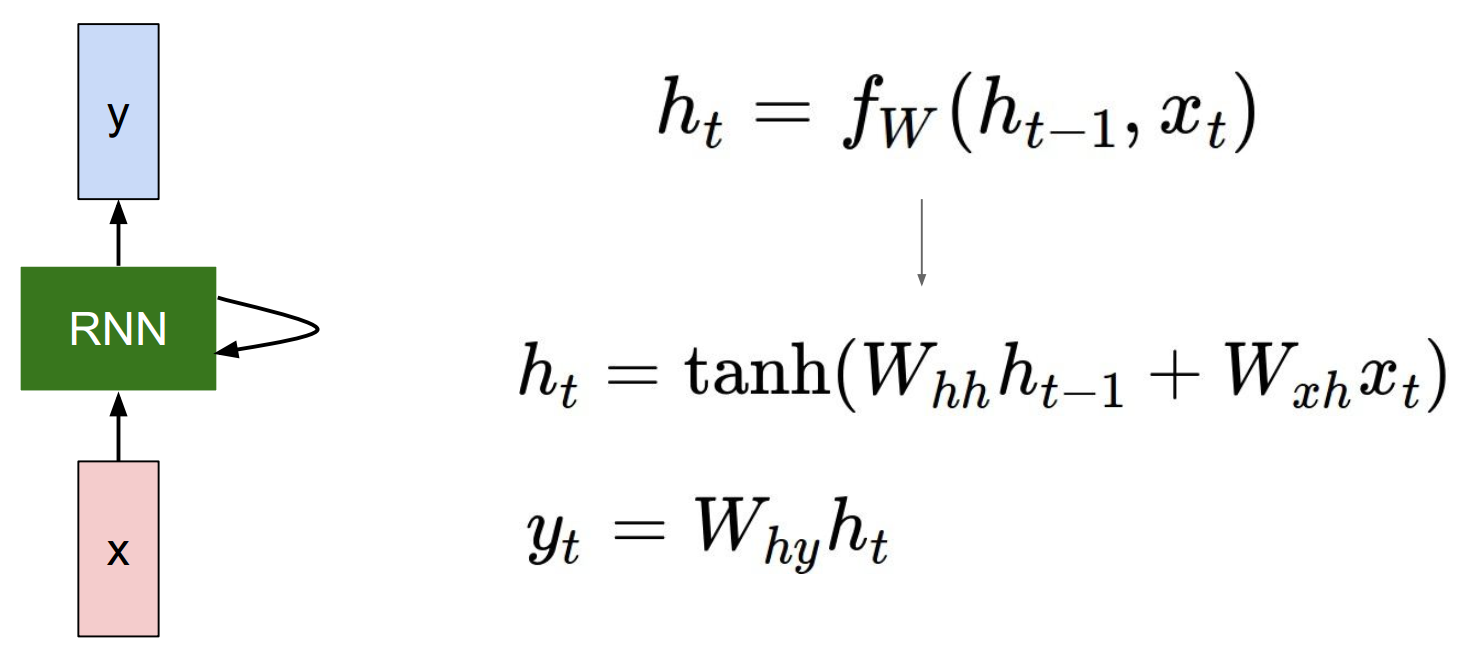 y
RNN
x
h_t = f_W(h_{t-1}, x_t)
h_t = tanh(W_{hh}h_{t-1} + W_{xh}x_t)
y_t = W_{hy}h_t